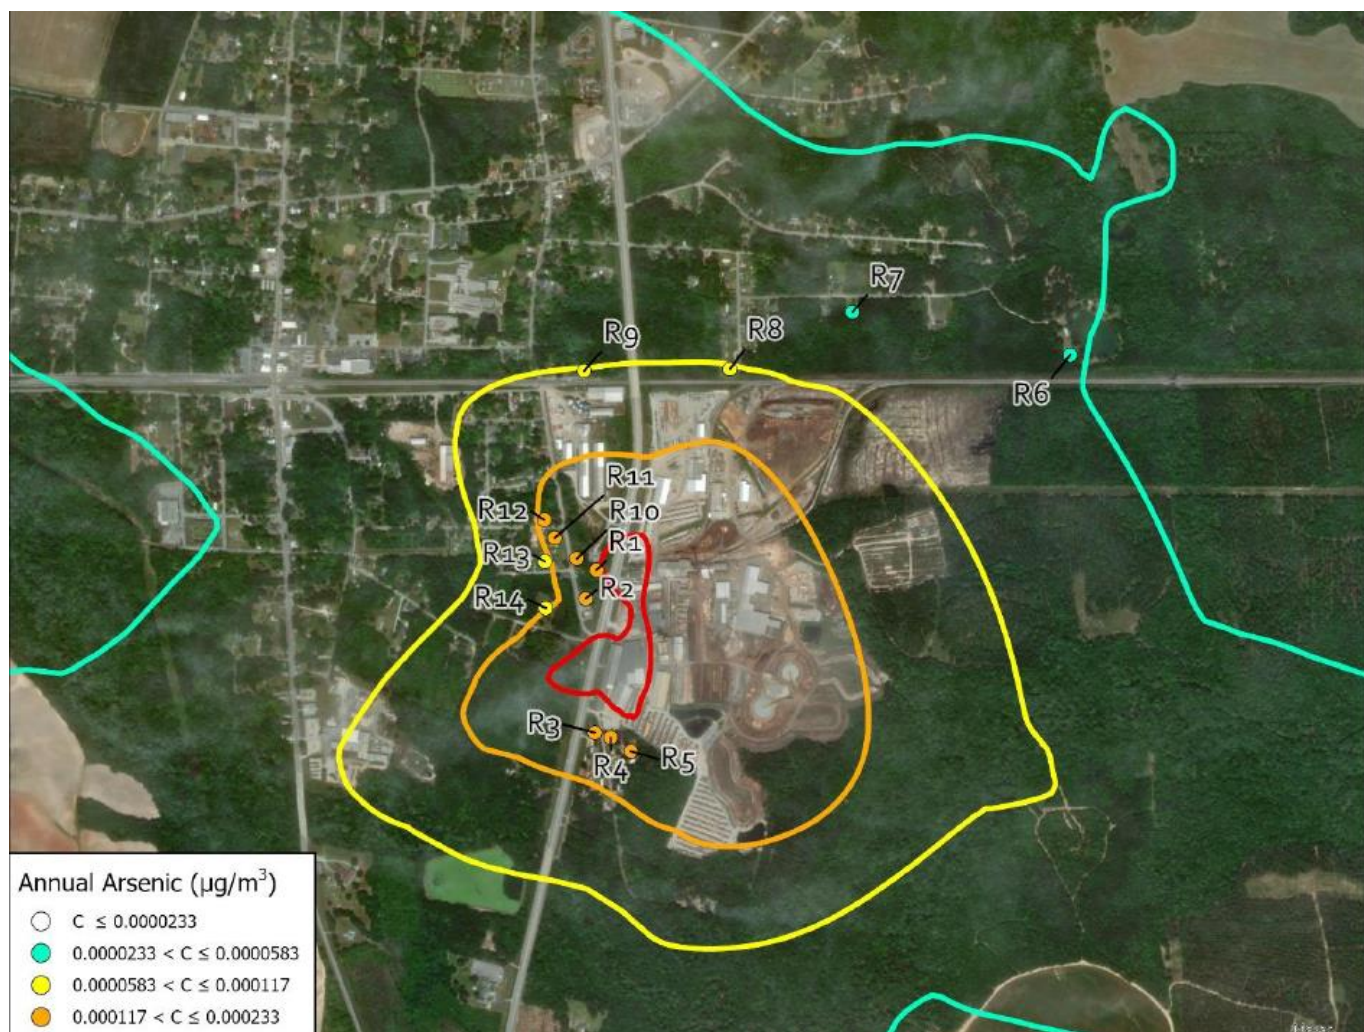 R7
R9
R8
R6
R11
R12
R10
R1
R13
R2
R14
R3
R4
R5
Annual Arsenic (µg/m³)
C ≤ 0.0000233
0.0000233 < C ≤ 0.0000583
0.0000583 < C ≤ 0.000117
0.000117 < C ≤ 0.000233